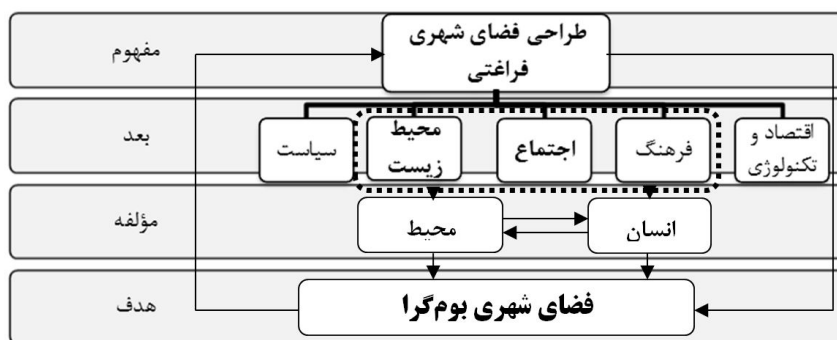 مفهوم
طراحی فضای شهری
فراغتی
بعد
اقتصاد و
تکنولوژی
فرهنگ
اجتماع
محیط
زیست
سیاست
مؤلفه
انسان
محیط
هدف
فضای شهری بوم‌گرا